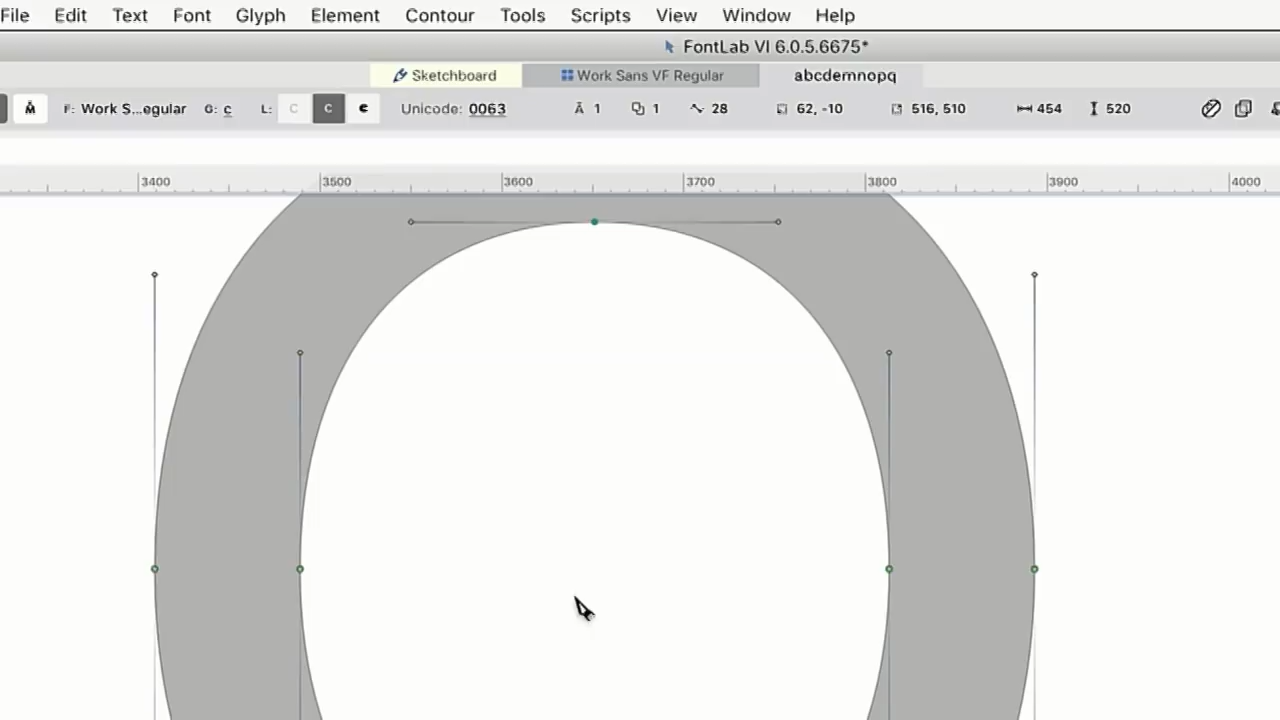 File Edit Text Font Glyph Element Contour Tools Scripts View Window Help
FontLab VI 6.0.5.6675*
Sketchboard Work Sans VF Regular abcdemnopq
F: Work S...egular G: c L: C C c Unicode: 0063 1 1 28 62, -10 516, 510 454 520
3400 3500 3600 3700 3800 3900 4000